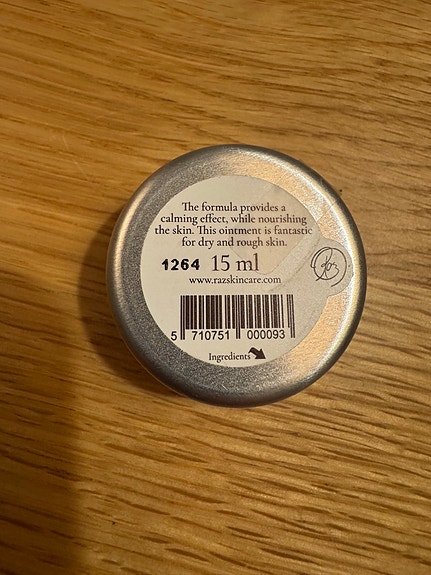 The formula provides a
calming effect, while nourishing
the skin. This ointment is fantastic
for dry and rough skin.
1264 15 ml
www.razskincare.com
5 710751 000093
Ingredients